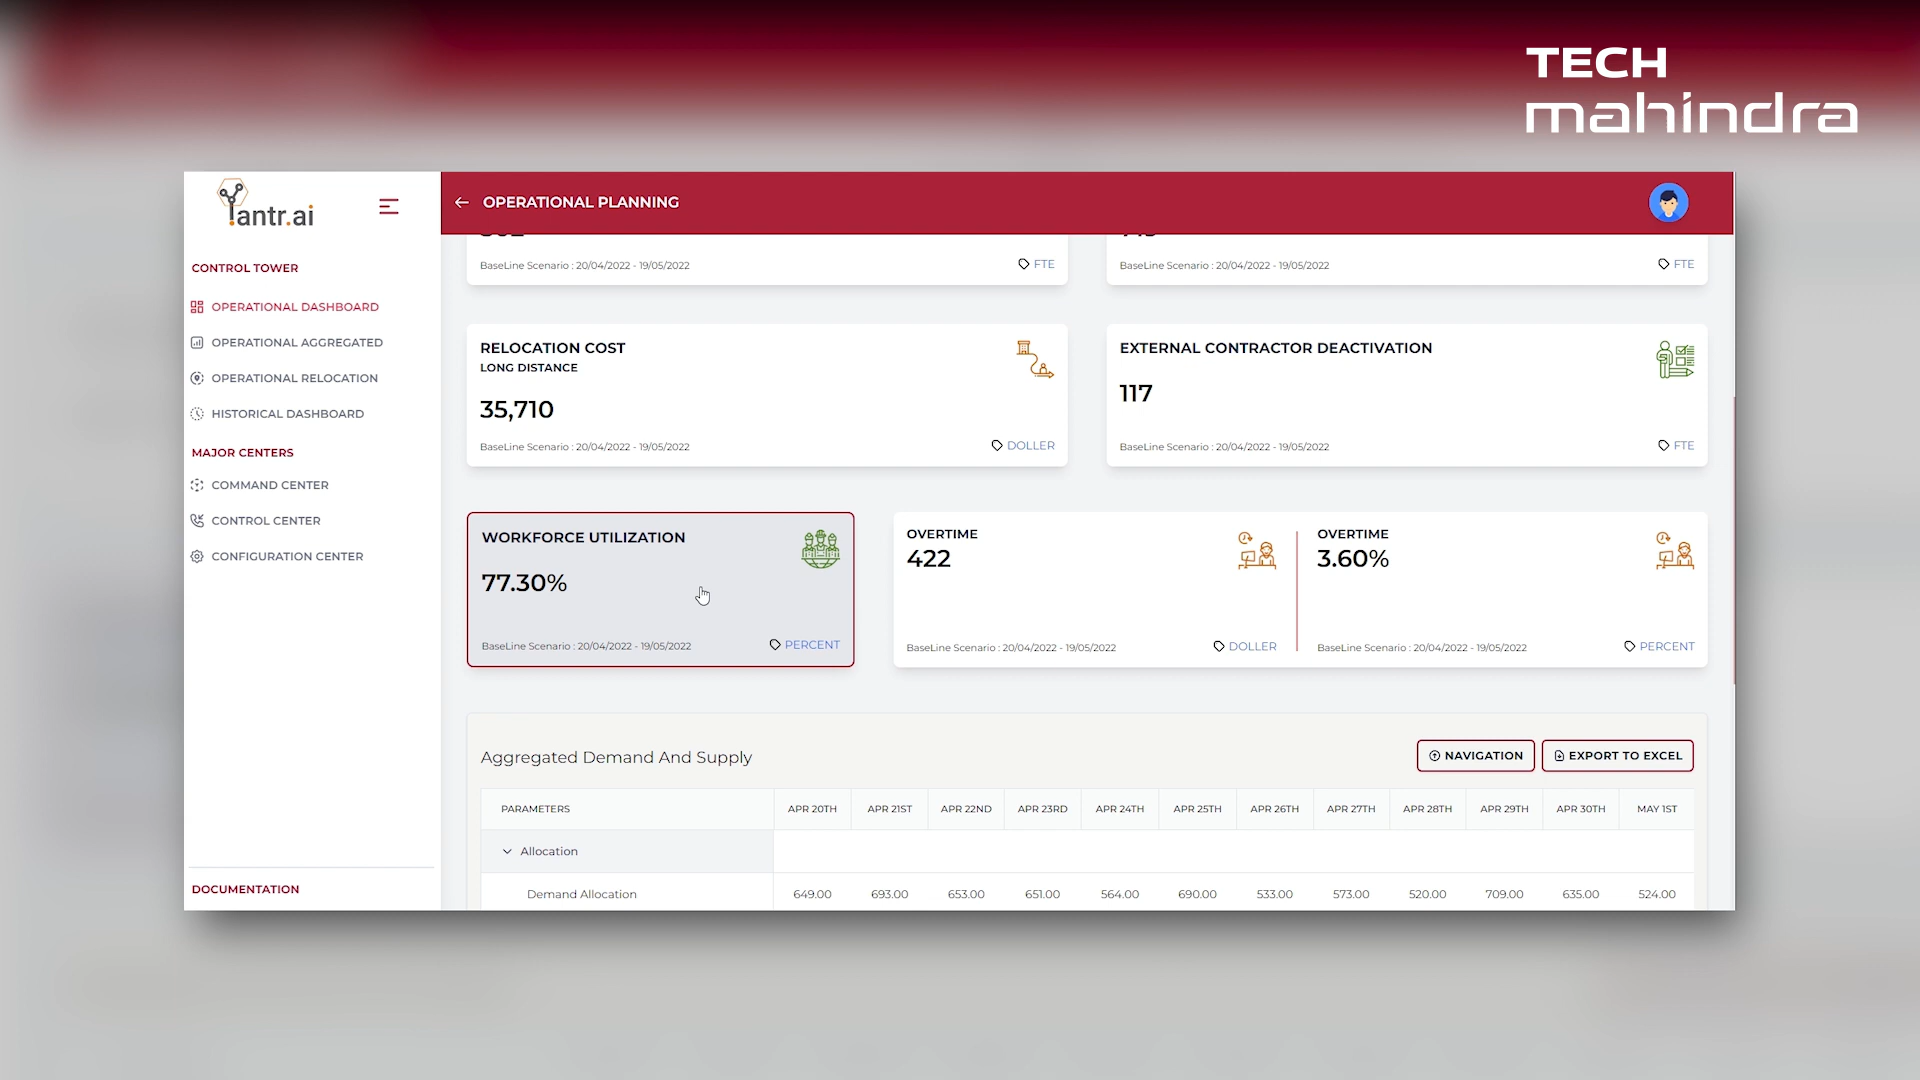 TECH
mahindra
iantr.ai
OPERATIONAL PLANNING
CONTROL TOWER
OPERATIONAL DASHBOARD
OPERATIONAL AGGREGATED
OPERATIONAL RELOCATION
HISTORICAL DASHBOARD
MAJOR CENTERS
COMMAND CENTER
CONTROL CENTER
CONFIGURATION CENTER
DOCUMENTATION
BaseLine Scenario : 20/04/2022 - 19/05/2022 FTE
BaseLine Scenario : 20/04/2022 - 19/05/2022 FTE
RELOCATION COST
LONG DISTANCE
35,710
BaseLine Scenario : 20/04/2022 - 19/05/2022 DOLLER
EXTERNAL CONTRACTOR DEACTIVATION
117
BaseLine Scenario : 20/04/2022 - 19/05/2022 FTE
WORKFORCE UTILIZATION
77.30%
BaseLine Scenario : 20/04/2022 - 19/05/2022 PERCENT
OVERTIME
422
BaseLine Scenario : 20/04/2022 - 19/05/2022 DOLLER
OVERTIME
3.60%
BaseLine Scenario : 20/04/2022 - 19/05/2022 PERCENT
Aggregated Demand And Supply
NAVIGATION
EXPORT TO EXCEL
PARAMETERS APR 20TH APR 21ST APR 22ND APR 23RD APR 24TH APR 25TH APR 26TH APR 27TH APR 28TH APR 29TH APR 30TH MAY 1ST
Allocation
Demand Allocation 649.00 693.00 653.00 651.00 564.00 690.00 533.00 573.00 520.00 709.00 635.00 524.00